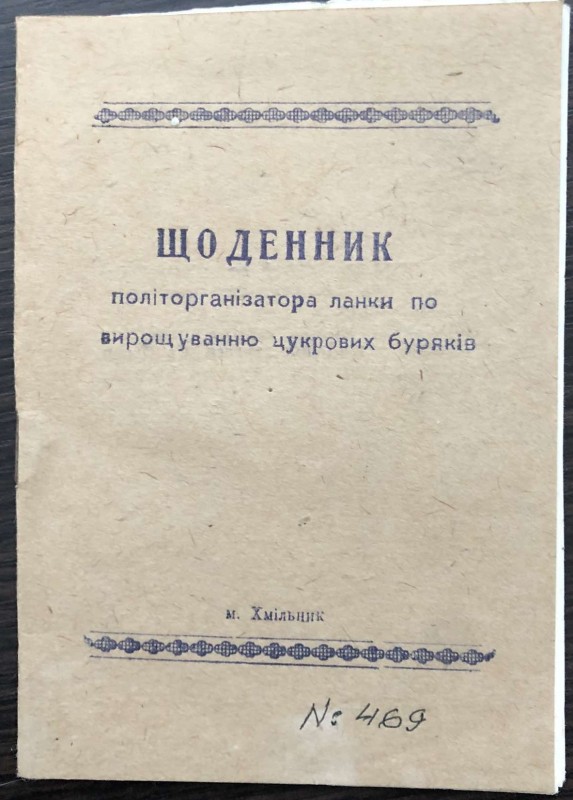 ЩОДЕННИК
політорганізатора ланки по
вирощуванню цукрових буряків
м. Хмільник
№: 469